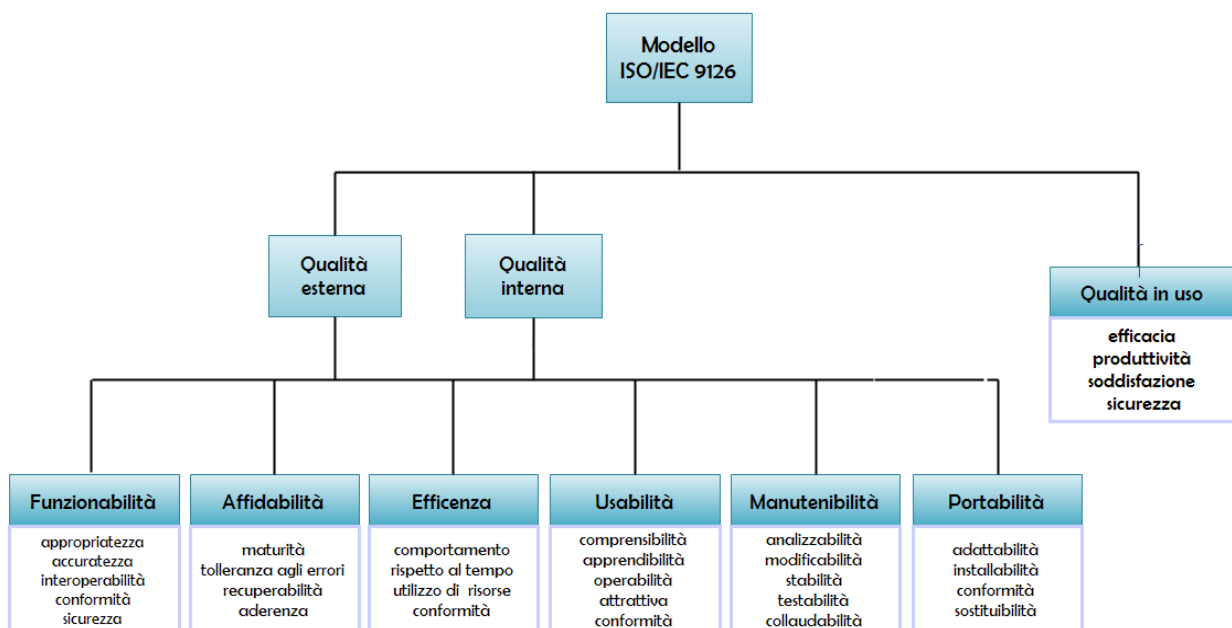 Modello
ISO/IEC 9126
Qualità
esterna
Qualità
interna
Qualità in uso
efficacia
produttività
soddisfazione
sicurezza
Funzionabilità
appropriatezza
accuratezza
interoperabilità
conformità
sicurezza
Affidabilità
maturità
tolleranza agli errori
recuperabilità
aderenza
Efficenza
comportamento
rispetto al tempo
utilizzo di risorse
conformità
Usabilità
comprensibilità
apprendibilità
operabilità
attrattiva
conformità
Manutenibilità
analizzabilità
modificabilità
stabilità
testabilità
collaudabilità
Portabilità
adattabilità
installabilità
conformità
sostituibilità